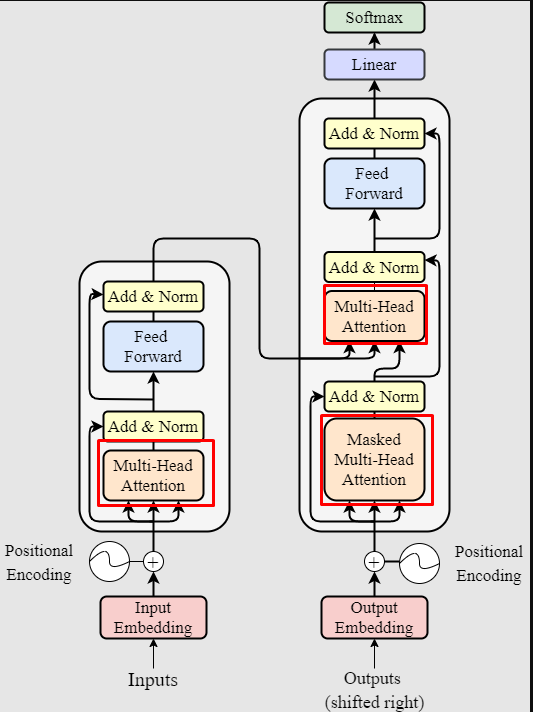 Softmax
Linear
Add & Norm
Feed
Forward
Add & Norm
Multi-Head
Attention
Add & Norm
Masked
Multi-Head
Attention
Add & Norm
Feed
Forward
Add & Norm
Multi-Head
Attention
Positional
Encoding
+
Input
Embedding
Inputs
+
Positional
Encoding
Output
Embedding
Outputs
(shifted right)